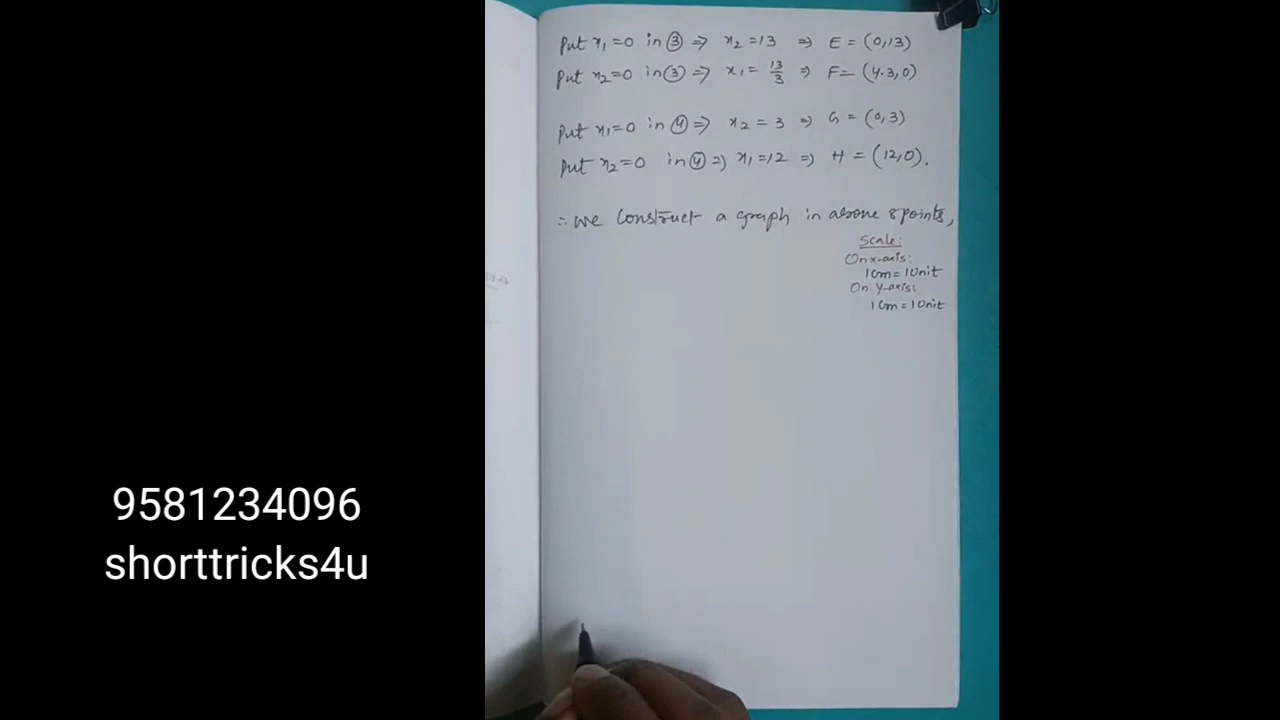 Put x₁=0 in ③ ⇒ x₂=13 ⇒ E = (0,13)
Put x₂=0 in ③ ⇒ x₁ = 13/3 ⇒ F = (4.3,0)
Put x₁=0 in ④ ⇒ x₂ = 3 ⇒ G = (0,3)
Put x₂=0 in ④ ⇒ x₁=12 ⇒ H = (12,0).
∴ We construct a graph in above 8 points,
Scale:
On x-axis:
1cm = 1Unit
On y-axis:
1cm = 1Unit
9581234096
shorttricks4u